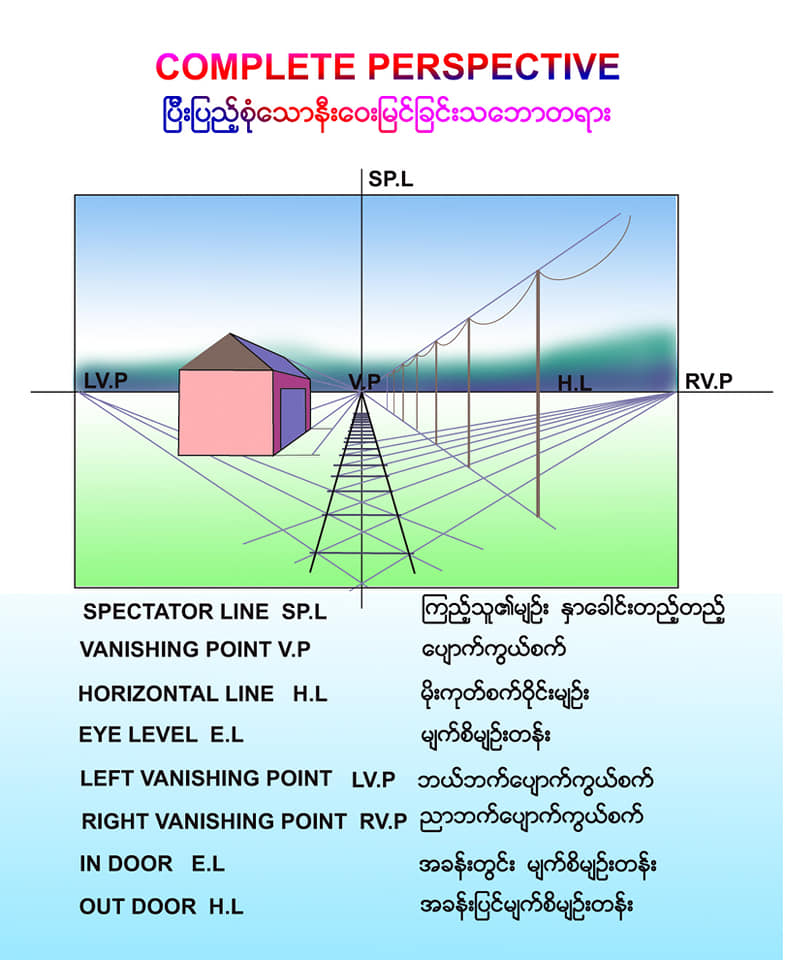 COMPLETE PERSPECTIVE
ပြီးပြည့်စုံသောနီးဝေးမြင်ခြင်းသဘောတရား
SP.L
LV.P V.P H.L RV.P
SPECTATOR LINE SP.L ကြည့်သူ၏မျဉ်း နှာခေါင်းတည့်တည့်
VANISHING POINT V.P ပျောက်ကွယ်စက်
HORIZONTAL LINE H.L မိုးကုတ်စက်ဝိုင်းမျဉ်း
EYE LEVEL E.L မျက်စိမျဉ်းတန်း
LEFT VANISHING POINT LV.P ဘယ်ဘက်ပျောက်ကွယ်စက်
RIGHT VANISHING POINT RV.P ညာဘက်ပျောက်ကွယ်စက်
IN DOOR E.L အခန်းတွင်း မျက်စိမျဉ်းတန်း
OUT DOOR H.L အခန်းပြင်မျက်စိမျဉ်းတန်း